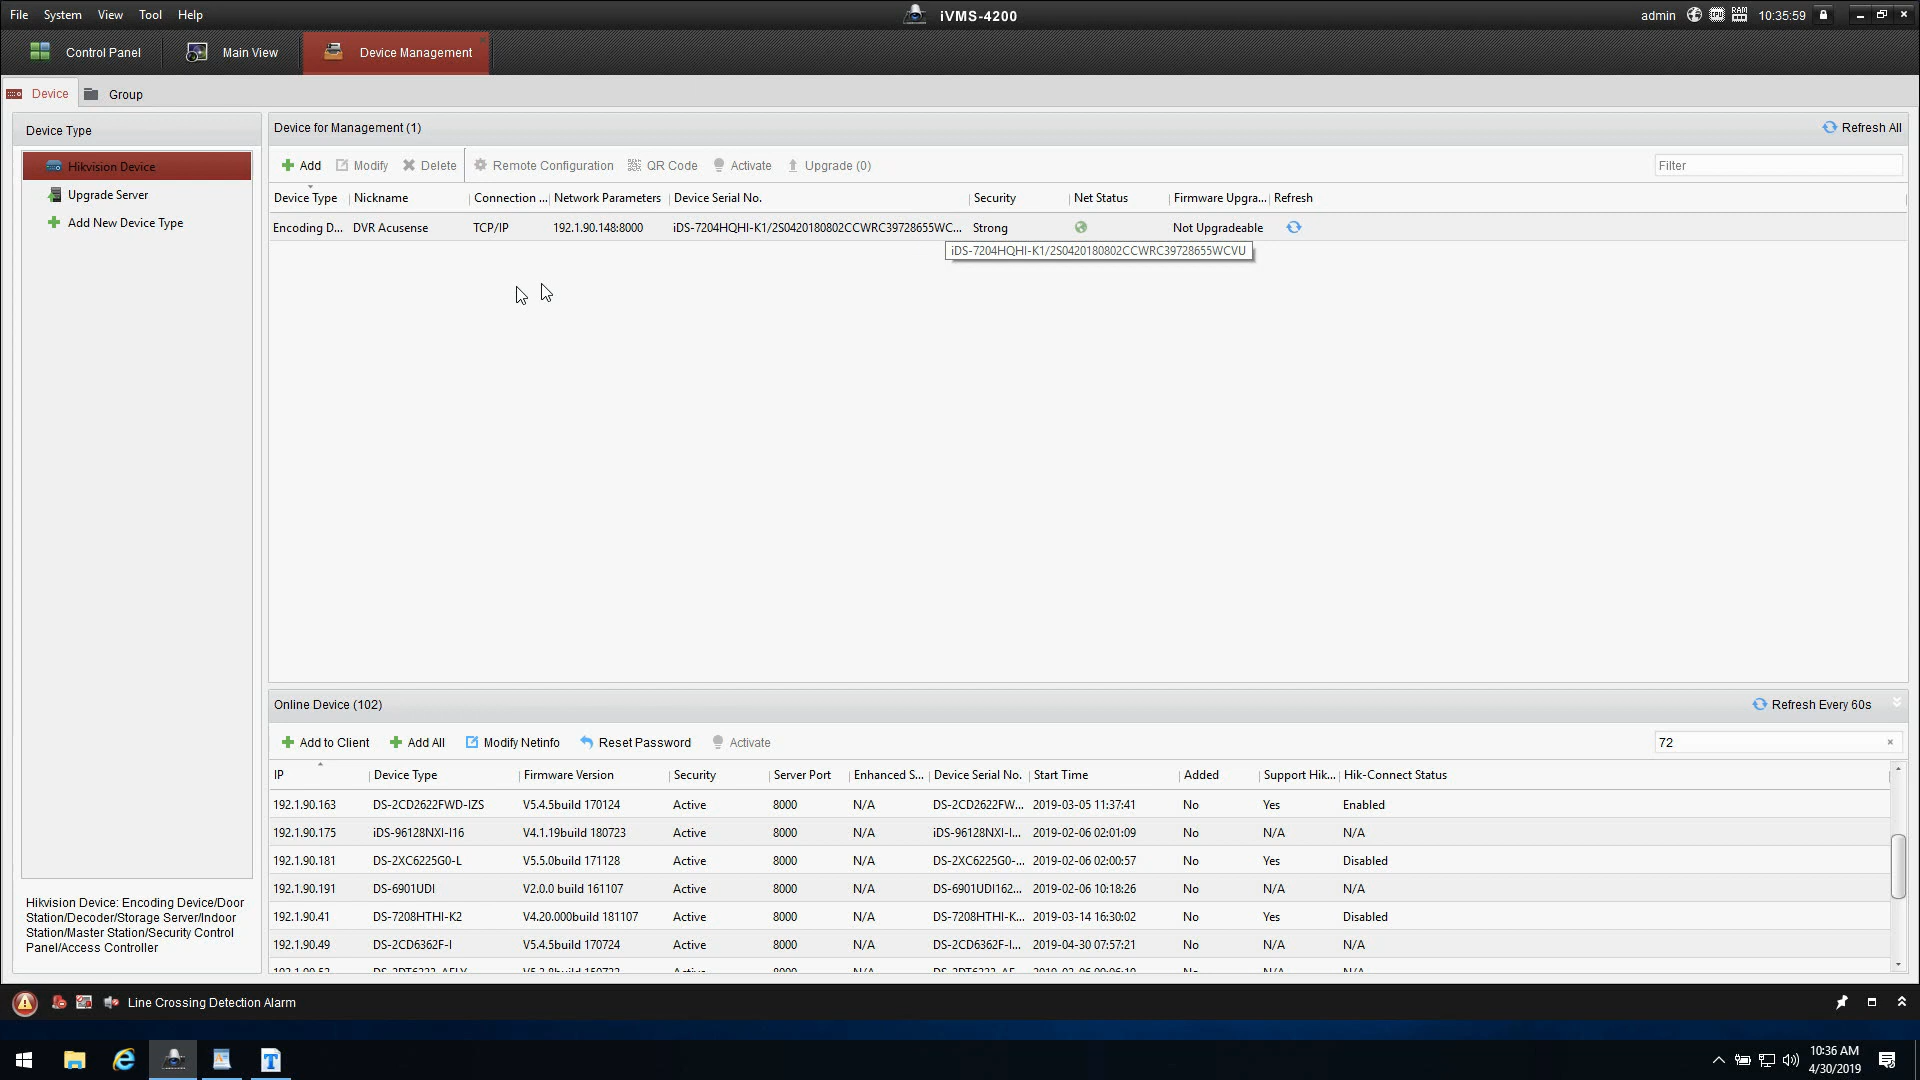 File System View Tool Help
iVMS-4200
admin 10:35:59
Control Panel
Main View
Device Management
Device
Group
Device Type
Hikvision Device
Upgrade Server
Add New Device Type
Hikvision Device: Encoding Device/Door
Station/Decoder/Storage Server/Indoor
Station/Master Station/Security Control
Panel/Access Controller
Device for Management (1)
Refresh All
Add Modify Delete Remote Configuration QR Code Activate Upgrade (0)
Filter
Device Type Nickname Connection ... Network Parameters Device Serial No. Security Net Status Firmware Upgra... Refresh
Encoding D... DVR Acusense TCP/IP 192.1.90.148:8000 iDS-7204HQHI-K1/2S0420180802CCWRC39728655WC... Strong Not Upgradeable
iDS-7204HQHI-K1/2S0420180802CCWRC39728655WCVU
Online Device (102)
Refresh Every 60s
Add to Client Add All Modify Netinfo Reset Password Activate
72
IP Device Type Firmware Version Security Server Port Enhanced S... Device Serial No. Start Time Added Support Hik... Hik-Connect Status
192.1.90.163 DS-2CD2622FWD-IZS V5.4.5build 170124 Active 8000 N/A DS-2CD2622FW... 2019-03-05 11:37:41 No Yes Enabled
192.1.90.175 iDS-96128NXI-I16 V4.1.19build 180723 Active 8000 N/A iDS-96128NXI-I... 2019-02-06 02:01:09 No N/A N/A
192.1.90.181 DS-2XC6225G0-L V5.5.0build 171128 Active 8000 N/A DS-2XC6225G0-... 2019-02-06 02:00:57 No Yes Disabled
192.1.90.191 DS-6901UDI V2.0.0 build 161107 Active 8000 N/A DS-6901UDI162... 2019-02-06 10:18:26 No N/A N/A
192.1.90.41 DS-7208HTHI-K2 V4.20.000build 181107 Active 8000 N/A DS-7208HTHI-K... 2019-03-14 16:30:02 No Yes Disabled
192.1.90.49 DS-2CD6362F-I V5.4.5build 170724 Active 8000 N/A DS-2CD6362F-I... 2019-04-30 07:57:21 No N/A N/A
Line Crossing Detection Alarm
10:36 AM
4/30/2019